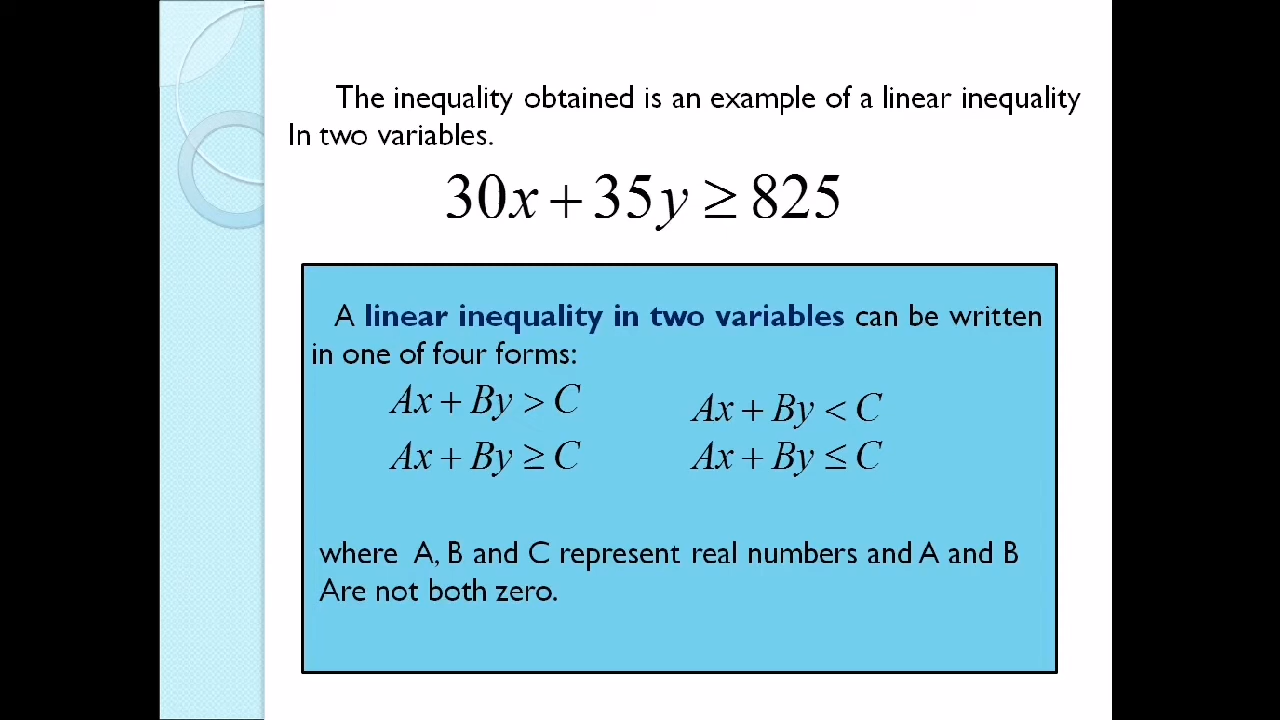 The inequality obtained is an example of a linear inequality
In two variables.
30x + 35y ≥ 825
A linear inequality in two variables can be written
in one of four forms:
Ax + By > C    Ax + By < C
Ax + By ≥ C    Ax + By ≤ C
where A, B and C represent real numbers and A and B
Are not both zero.